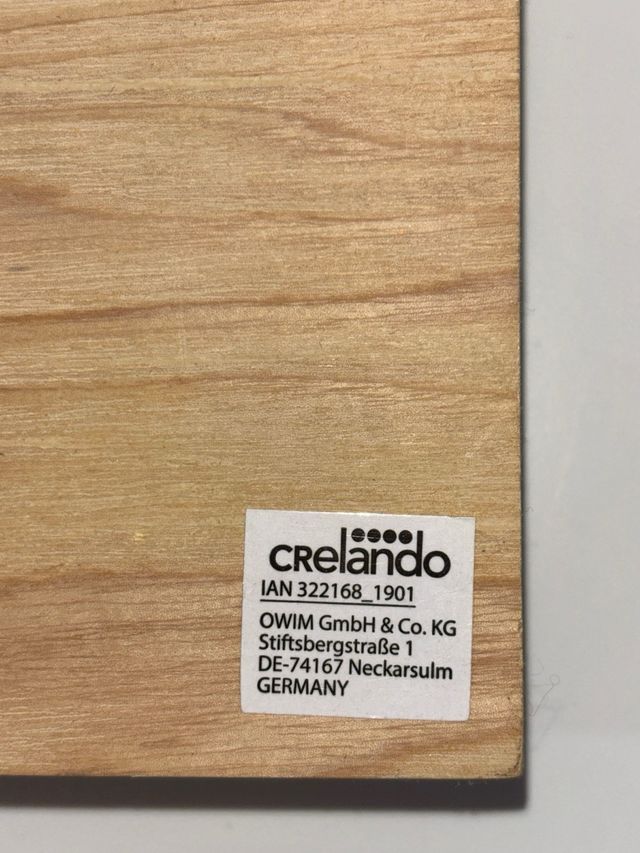 crelando
IAN 322168_1901
OWIM GmbH & Co. KG
Stiftsbergstraße 1
DE-74167 Neckarsulm
GERMANY